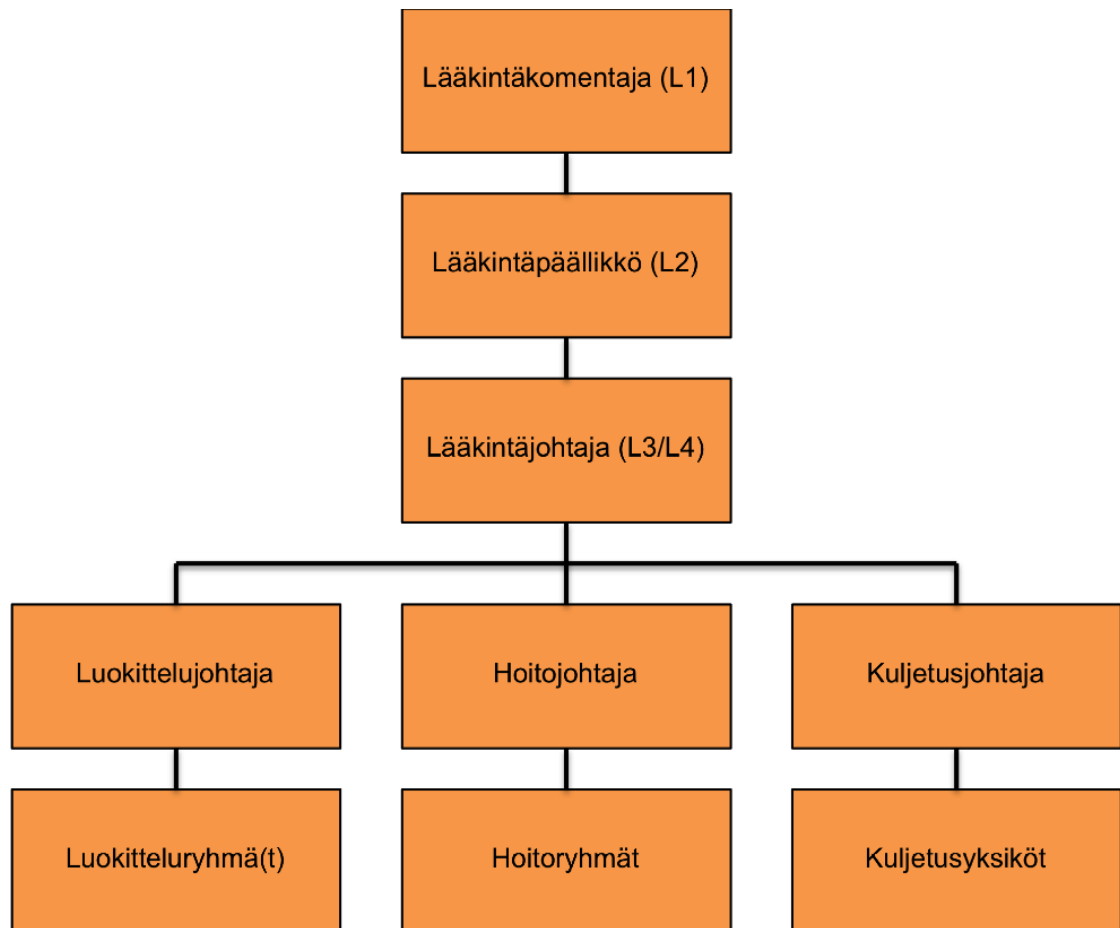 Lääkintäkomentaja (L1)
Lääkintäpäällikkö (L2)
Lääkintäjohtaja (L3/L4)
Luokittelujohtaja
Hoitojohtaja
Kuljetusjohtaja
Luokitteluryhmä(t)
Hoitoryhmät
Kuljetusyksiköt